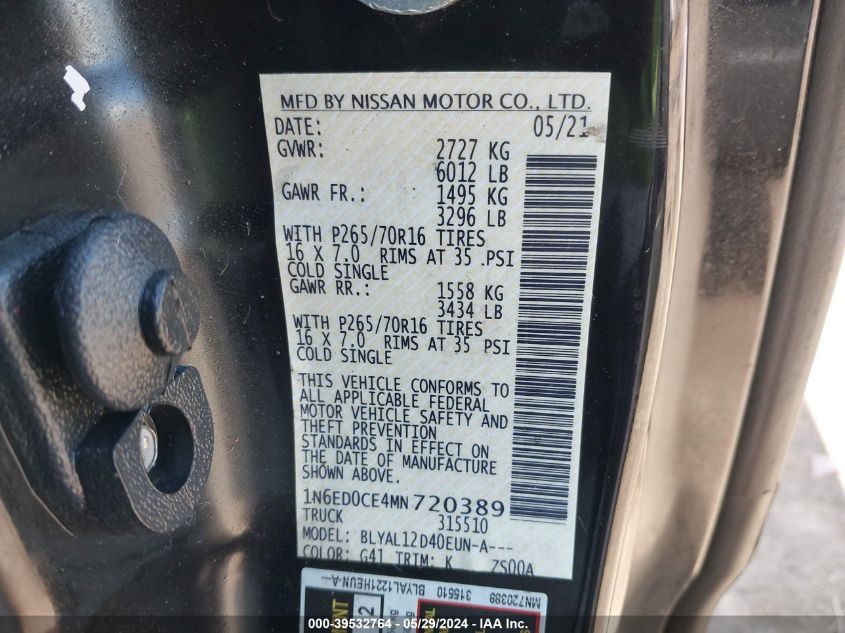 MFD BY NISSAN MOTOR CO., LTD.
DATE: 05/21
GVWR: 2727 KG
6012 LB
GAWR FR.: 1495 KG
3296 LB
WITH P265/70R16 TIRES
16 X 7.0 RIMS AT 35 PSI
COLD SINGLE
GAWR RR.: 1558 KG
3434 LB
WITH P265/70R16 TIRES
16 X 7.0 RIMS AT 35 PSI
COLD SINGLE
THIS VEHICLE CONFORMS TO
ALL APPLICABLE FEDERAL
MOTOR VEHICLE SAFETY AND
THEFT PREVENTION
STANDARDS IN EFFECT ON
THE DATE OF MANUFACTURE
SHOWN ABOVE.
1N6ED0CE4MN720389
TRUCK 315510
MODEL: BLYAL12D40EUN-A---
COLOR: G41 TRIM: K ZS00A
MN720389
315510 BLYAL1221HEUN-A--
000-39532764 - 05/29/2024 - IAA, Inc.